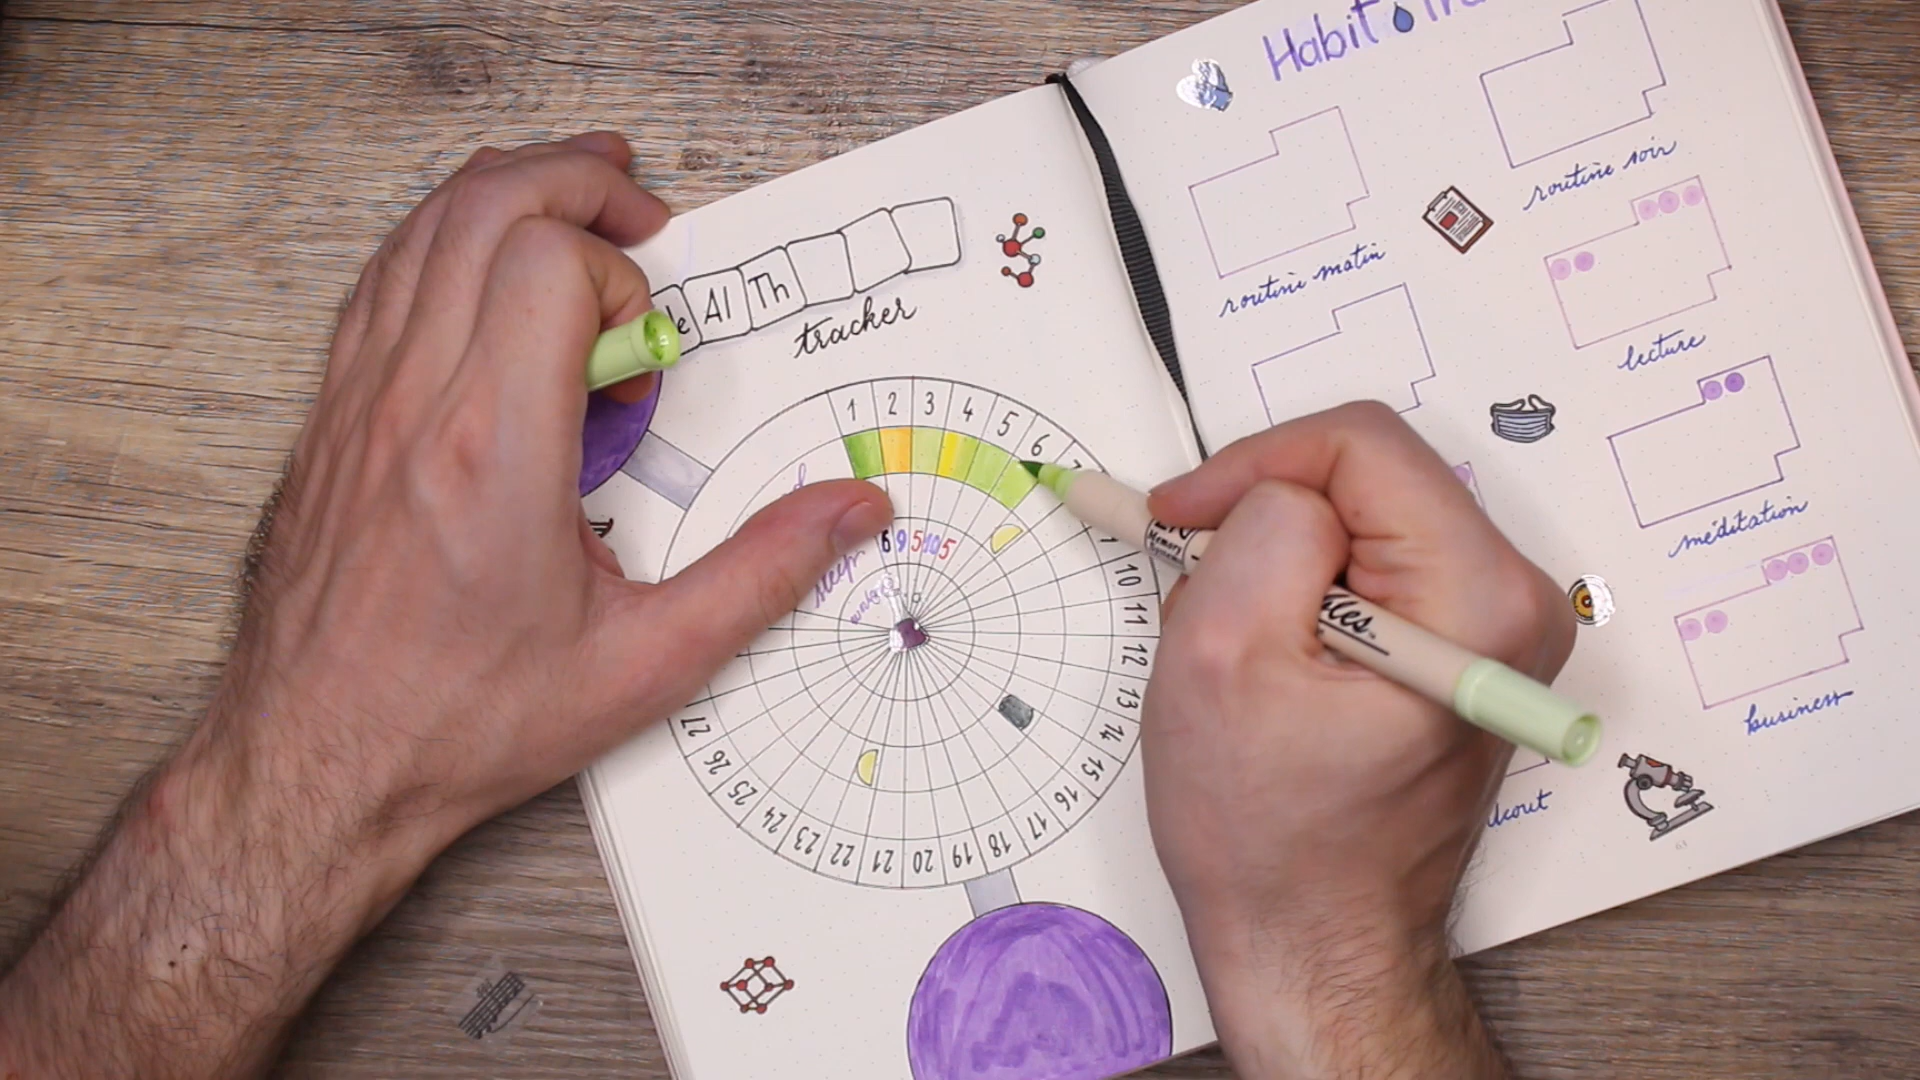 Al Th
tracker
1 2 3 4 5 6
6 9 5 10 5
sleep
10
11
12
13
14
15
16
17
18
19
20
21
22
23
24
25
26
27
Habit
routine soir
routine matin
lecture
méditation
business